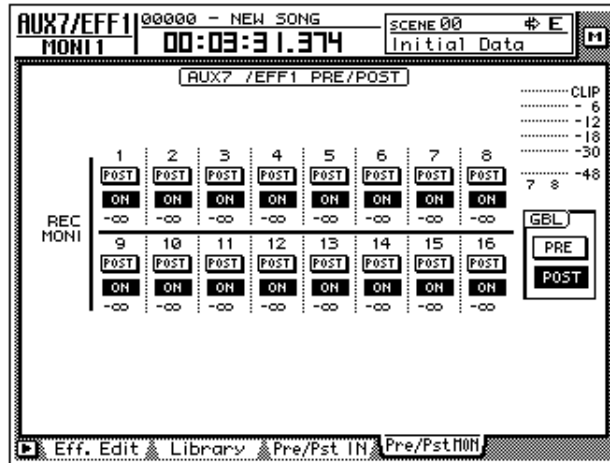 AUX7/EFF1 00000 - NEW SONG SCENE 00 E
MONI 1 00:03:31.374 Initial Data M
AUX7 /EFF1 PRE/POST
CLIP
- 6
-12
-18
-30
-48
7 8
1 2 3 4 5 6 7 8
POST POST POST POST POST POST POST POST
ON ON ON ON ON ON ON ON
-∞ -∞ -∞ -∞ -∞ -∞ -∞ -∞
REC
MONI
9 10 11 12 13 14 15 16
POST POST POST POST POST POST POST POST
ON ON ON ON ON ON ON ON
-∞ -∞ -∞ -∞ -∞ -∞ -∞ -∞
GBL
PRE
POST
Eff. Edit Library Pre/Pst IN Pre/PstMON